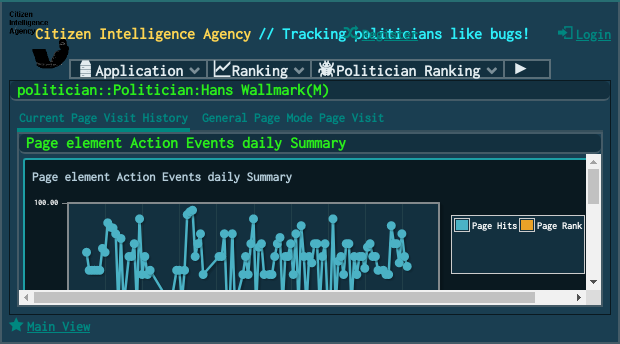 Citizen
Intelligence
Agency
Citizen Intelligence Agency // Tracking politicians like bugs!
Register
Login
Application
Ranking
Politician Ranking
politician::Politician:Hans Wallmark(M)
Current Page Visit History
General Page Mode Page Visit
Page element Action Events daily Summary
Page element Action Events daily Summary
100.00
Page Hits
Page Rank
Main View